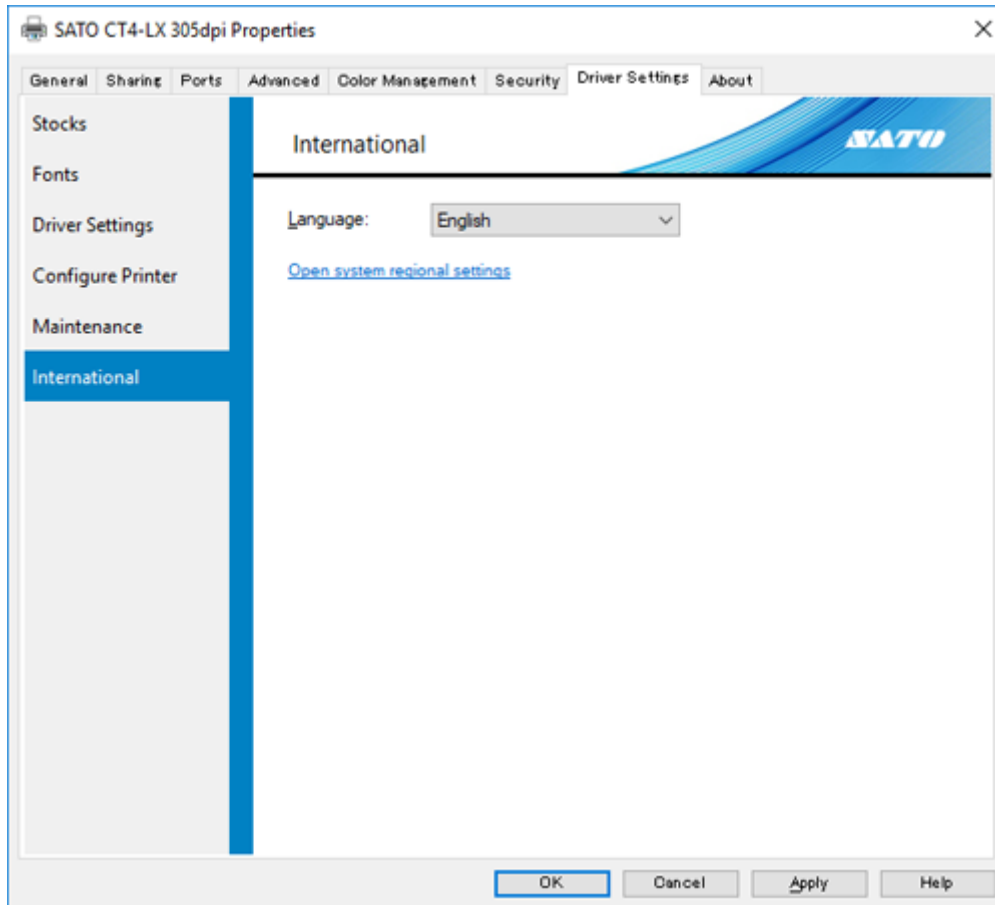 SATO CT4-LX 305dpi Properties
General Sharing Ports Advanced Color Management Security Driver Settings About
Stocks
Fonts
Driver Settings
Configure Printer
Maintenance
International
International
SATO
Language: English
Open system regional settings
OK Cancel Apply Help